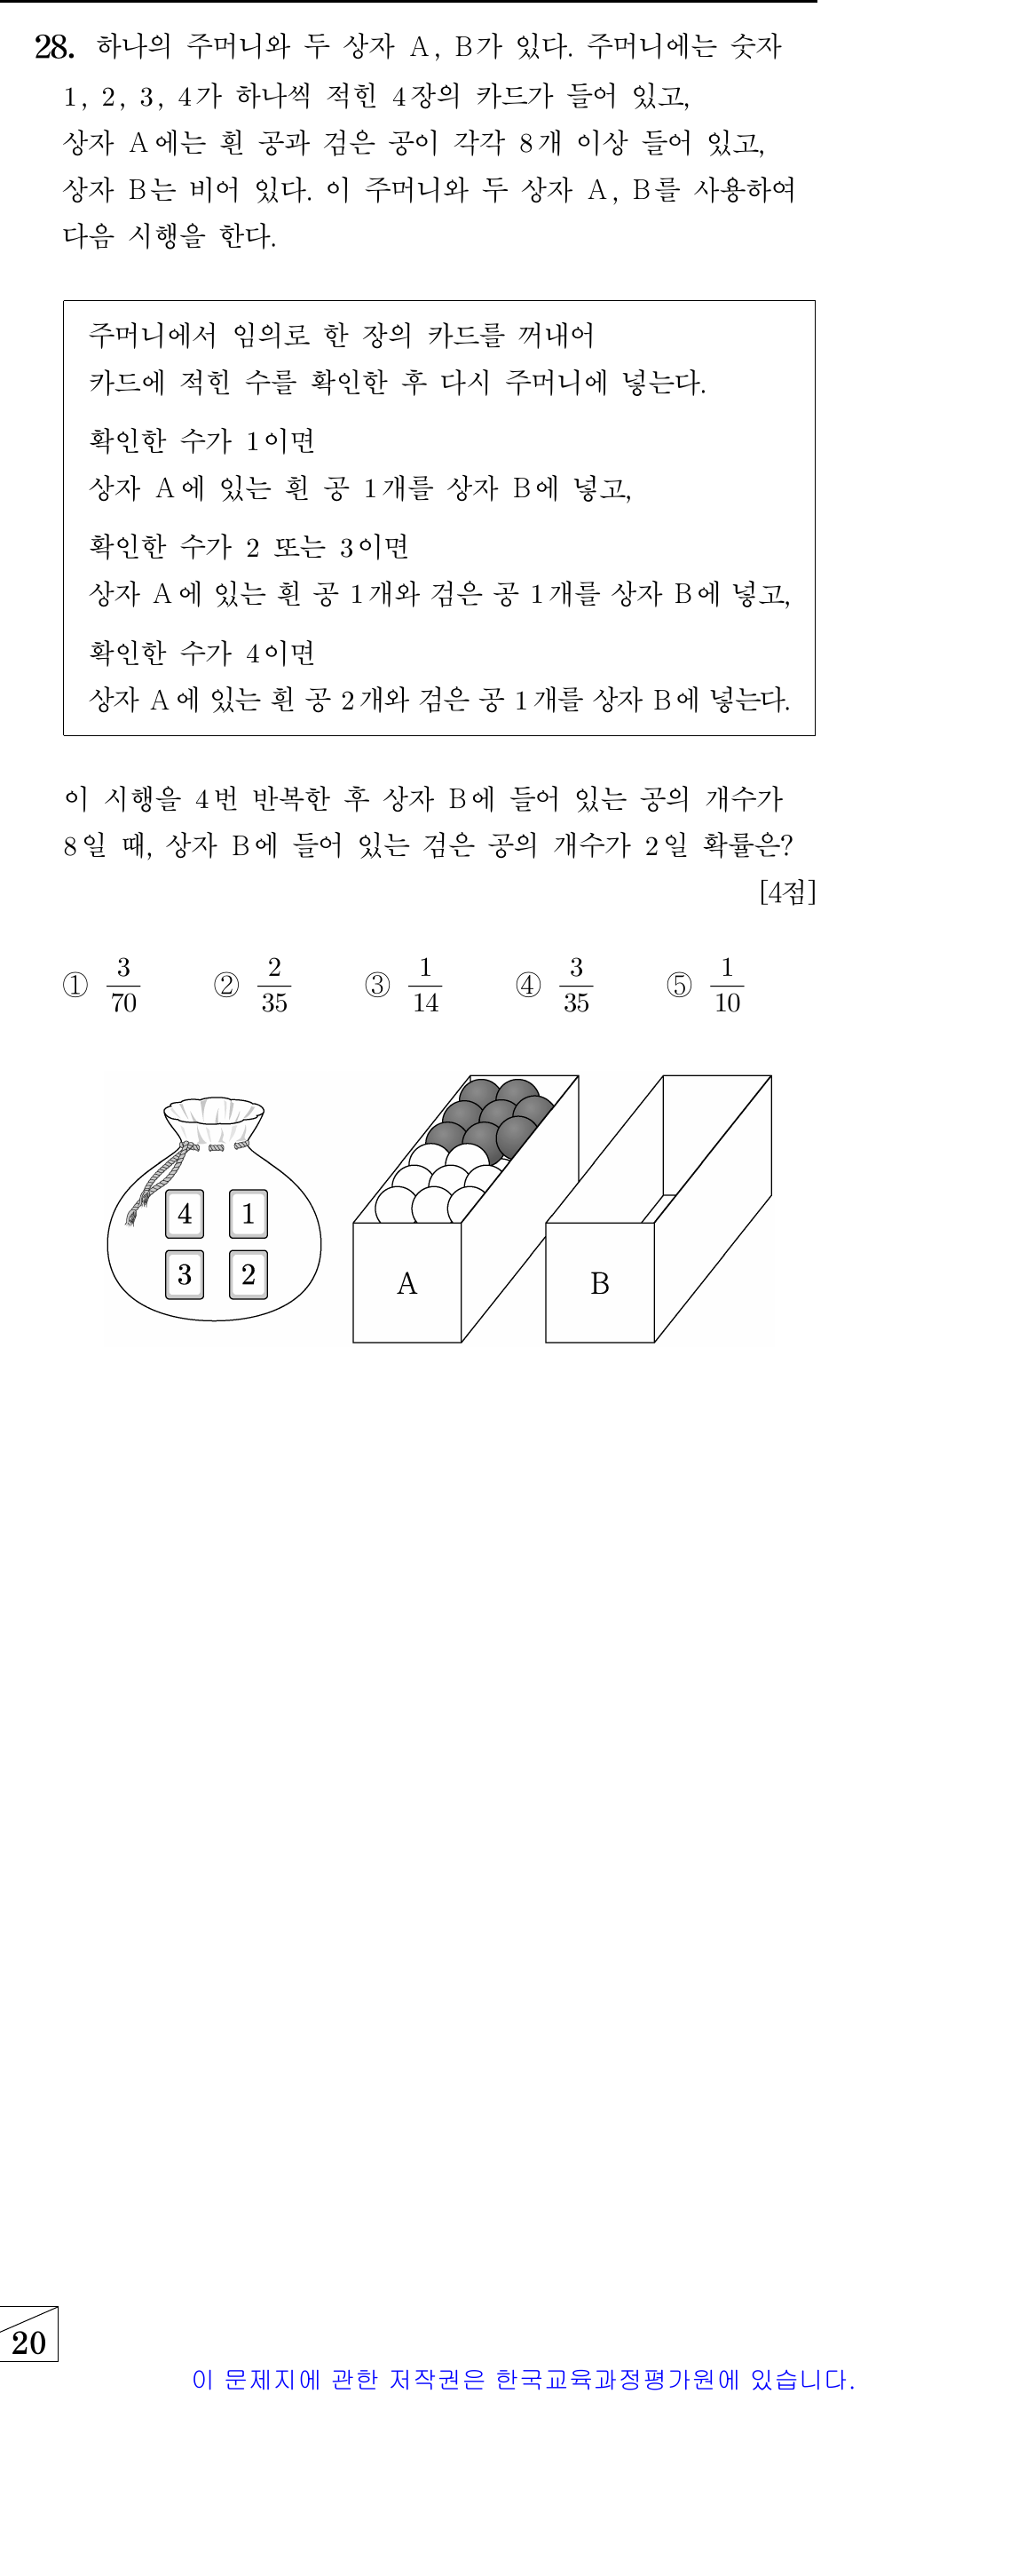 28. 하나의 주머니와 두 상자 A, B가 있다. 주머니에는 숫자
1, 2, 3, 4가 하나씩 적힌 4장의 카드가 들어 있고,
상자 A에는 흰 공과 검은 공이 각각 8개 이상 들어 있고,
상자 B는 비어 있다. 이 주머니와 두 상자 A, B를 사용하여
다음 시행을 한다.
주머니에서 임의로 한 장의 카드를 꺼내어
카드에 적힌 수를 확인한 후 다시 주머니에 넣는다.
확인한 수가 1이면
상자 A에 있는 흰 공 1개를 상자 B에 넣고,
확인한 수가 2 또는 3이면
상자 A에 있는 흰 공 1개와 검은 공 1개를 상자 B에 넣고,
확인한 수가 4이면
상자 A에 있는 흰 공 2개와 검은 공 1개를 상자 B에 넣는다.
이 시행을 4번 반복한 후 상자 B에 들어 있는 공의 개수가
8일 때, 상자 B에 들어 있는 검은 공의 개수가 2일 확률은?
[4점]
① 3/70 ② 2/35 ③ 1/14 ④ 3/35 ⑤ 1/10
4 1
3 2
A B
20
이 문제지에 관한 저작권은 한국교육과정평가원에 있습니다.